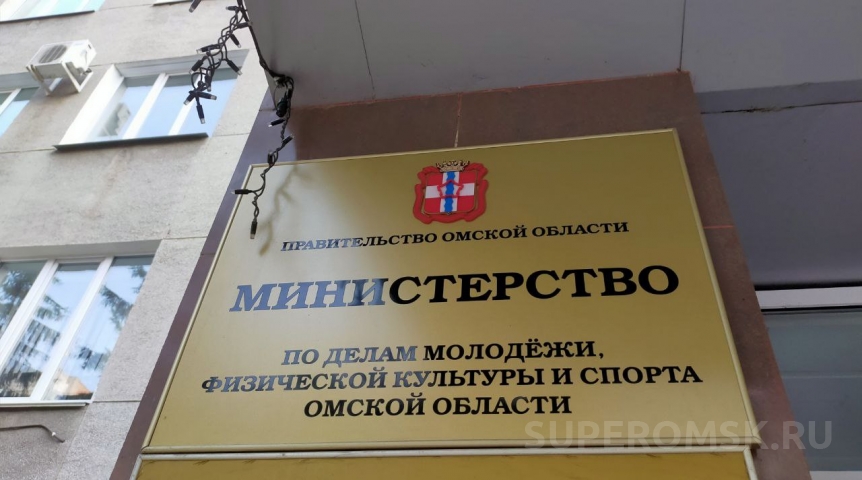 ПРАВИТЕЛЬСТВО ОМСКОЙ ОБЛАСТИ
МИНИСТЕРСТВО
ПО ДЕЛАМ МОЛОДЁЖИ,
ФИЗИЧЕСКОЙ КУЛЬТУРЫ И СПОРТА
ОМСКОЙ ОБЛАСТИ
SUPEROMSK.RU